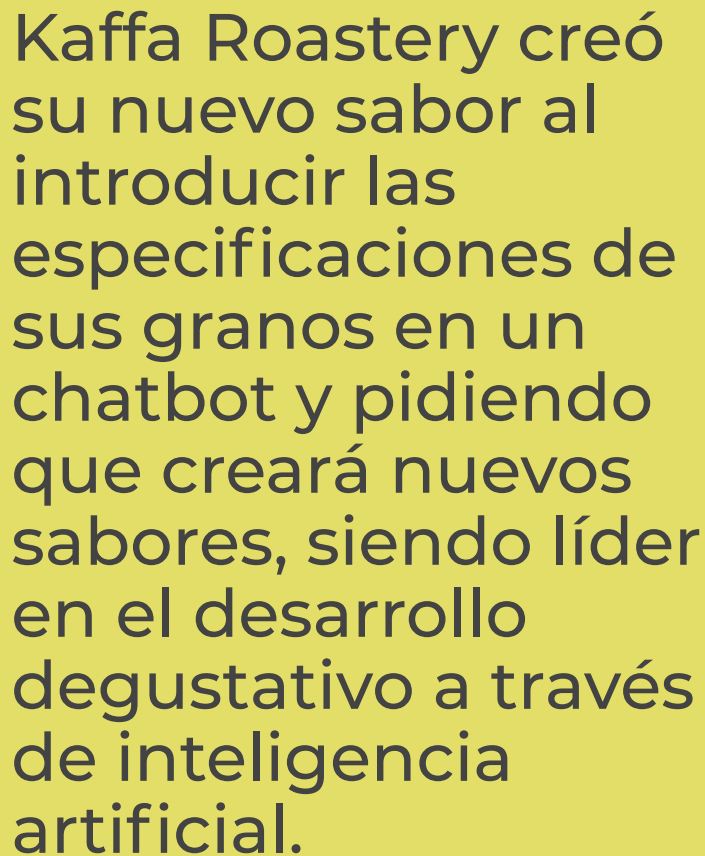 Kaffa Roastery creó
su nuevo sabor al
introducir las
especificaciones de
sus granos en un
chatbot y pidiendo
que creará nuevos
sabores, siendo líder
en el desarrollo
degustativo a través
de inteligencia
artificial.